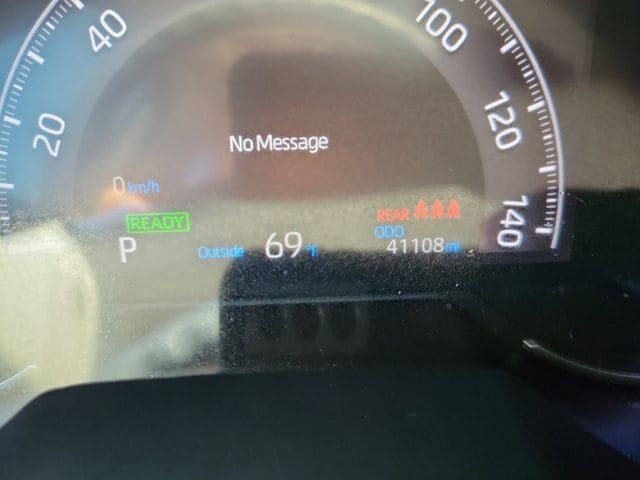 40
100
20
120
No Message
0 km/h
READY
REAR
ODO
140
P
Outside 69 °F
41108 mi